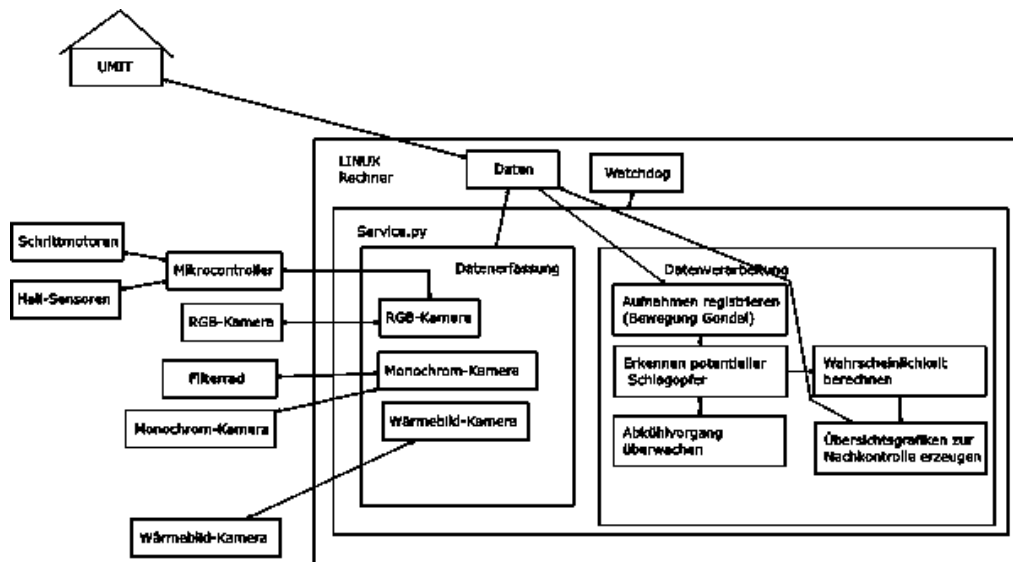 UMIT
LINUX
Rechner
Daten
Watchdog
Service.py
Schrittmotoren
Hall-Sensoren
Mikrocontroller
RGB-Kamera
Filterrad
Monochrom-Kamera
Wärmebild-Kamera
Datenerfassung
RGB-Kamera
Monochrom-Kamera
Wärmebild-Kamera
Datenverarbeitung
Aufnahmen registrieren
(Bewegung Gondel)
Erkennen potentieller
Schlagopfer
Abkühlvorgang
überwachen
Wahrscheinlichkeit
berechnen
Übersichtsgrafiken zur
Nachkontrolle erzeugen